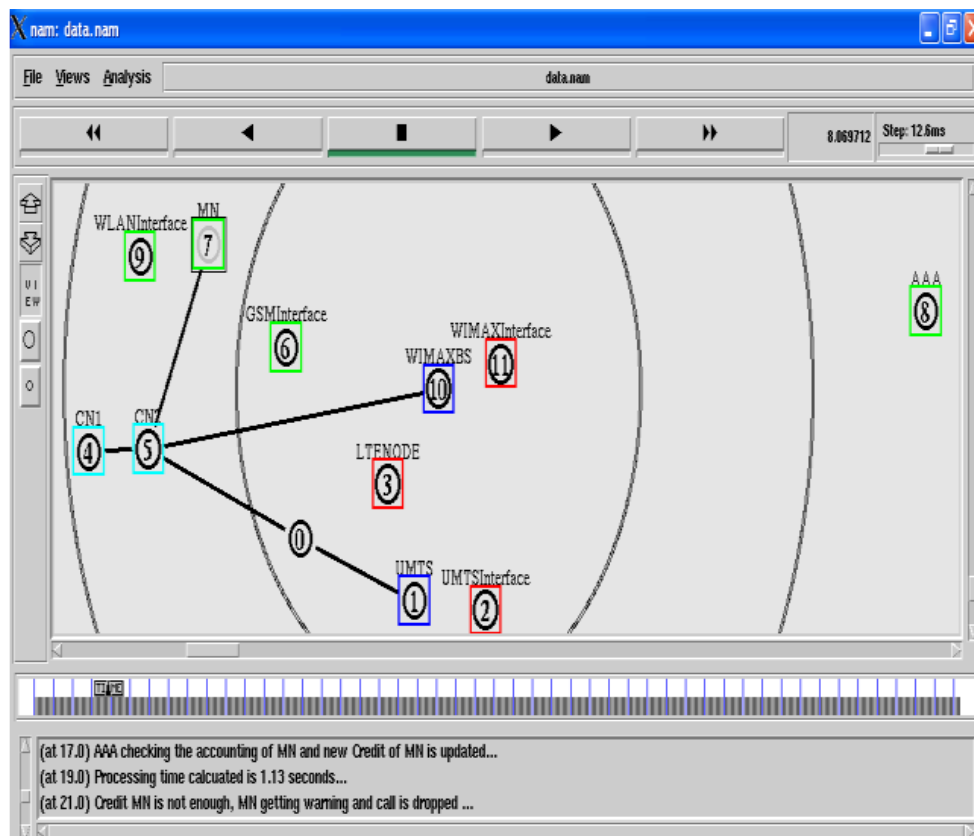 nam: data.nam
File Views Analysis data.nam
8.069712 Step: 12.6ms
VIEW
WLANInterface
MN
9
7
AAA
8
GSMInterface
6
WIMAXInterface
11
WIMAXBS
10
CN1
4
CN2
5
LTENODE
3
0
UMTS
1
UMTSInterface
2
TIME
(at 17.0) AAA checking the accounting of MN and new Credit of MN is updated...
(at 19.0) Processing time calcuated is 1.13 seconds...
(at 21.0) Credit MN is not enough, MN getting warning and call is dropped ...